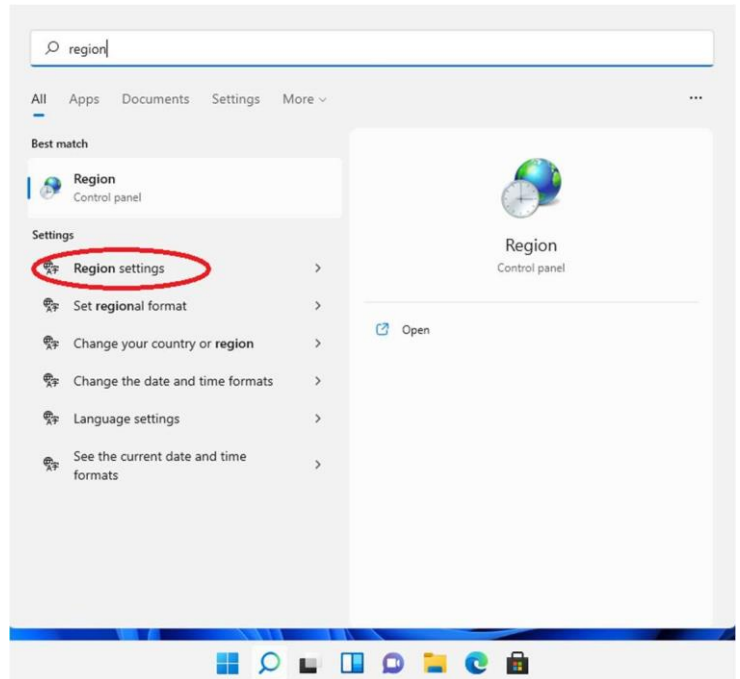 region
All Apps Documents Settings More
Best match
Region
Control panel
Settings
Region settings
Set regional format
Change your country or region
Change the date and time formats
Language settings
See the current date and time
formats
Region
Control panel
Open